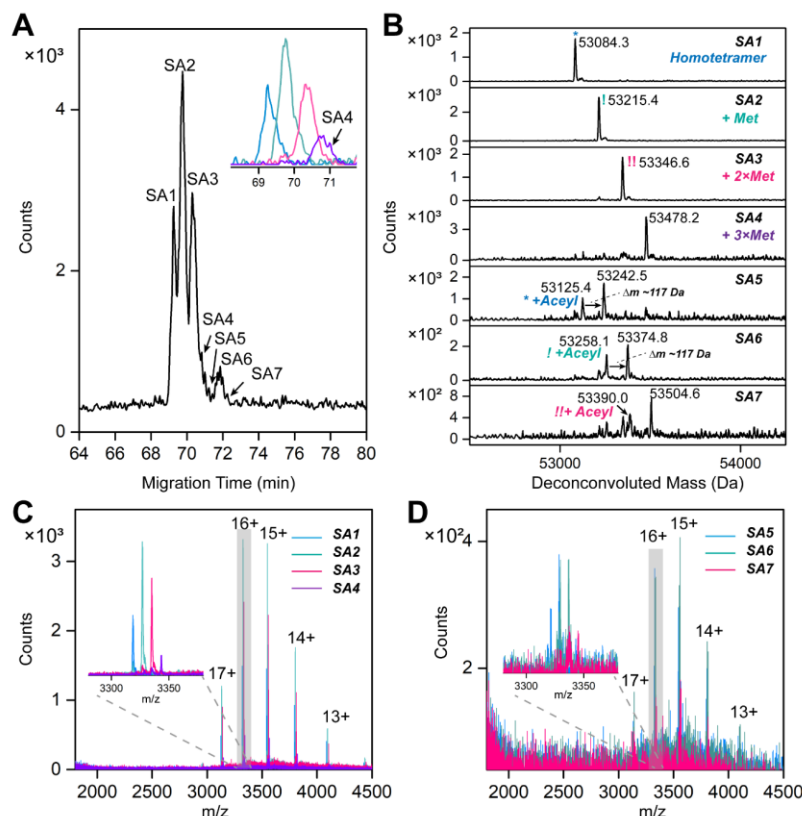 A
×10³
4
2
0
Counts
SA2
SA1
SA3
SA4
SA5
SA6
SA7
SA4
69 70 71
64 66 68 70 72 74 76 78 80
Migration Time (min)
B
×10³
2
1
0
* 53084.3
SA1
Homotetramer
×10³
2
0
! 53215.4
SA2
+ Met
×10³
2
1
0
!! 53346.6
SA3
+ 2×Met
×10³
3
0
53478.2
SA4
+ 3×Met
×10³
2
1
0
53125.4
53242.5
* +Aceyl
Δm ~117 Da
SA5
×10²
2
0
53258.1
53374.8
! +Aceyl
Δm ~117 Da
SA6
×10²
8
4
0
53390.0
53504.6
!!+ Aceyl
SA7
Counts
53000 54000
Deconconvoluted Mass (Da)
C
×10³
3
2
1
0
Counts
16+
15+
14+
17+
13+
SA1
SA2
SA3
SA4
3300 3350
m/z
2000 2500 3000 3500 4000 4500
m/z
D
×10²
4
2
Counts
16+
15+
14+
17+
13+
SA5
SA6
SA7
3300 3350
m/z
2000 2500 3000 3500 4000 4500
m/z